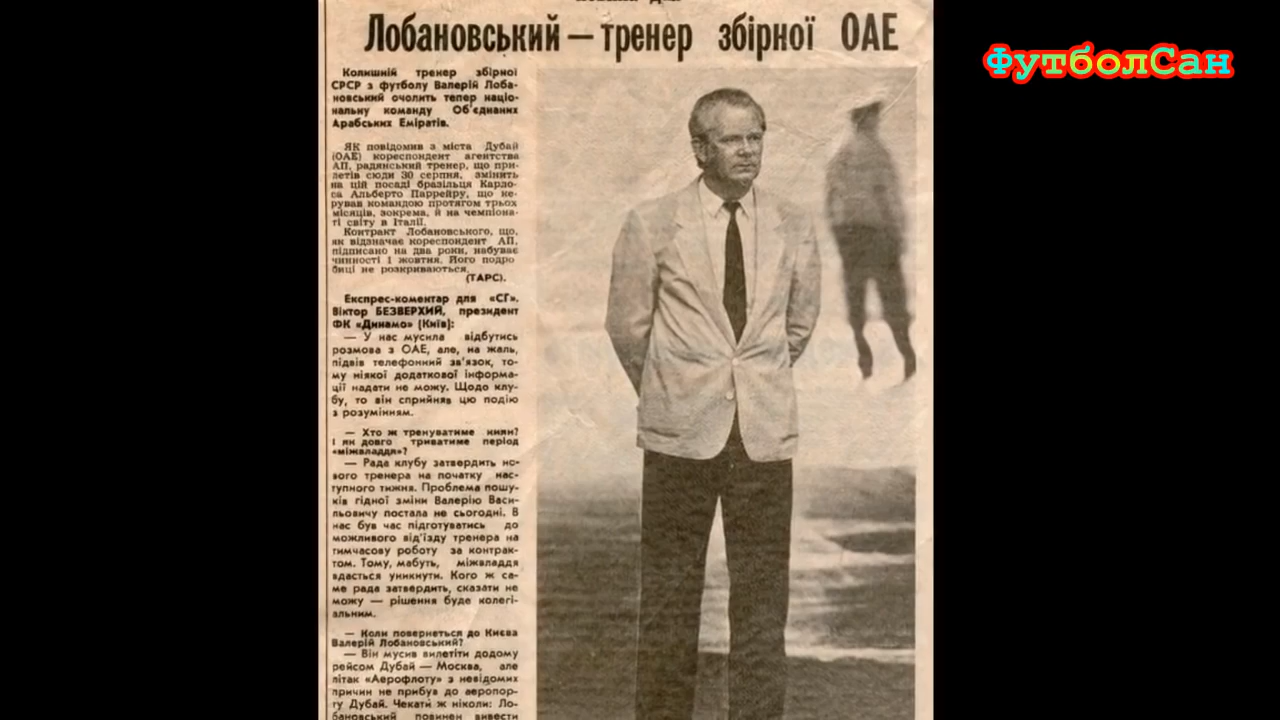 Лобановський — тренер збірної ОАЕ
ФутболСан
Колишній тренер збірної
СРСР з футболу Валерій Лоба-
новський очолить тепер націо-
нальну команду Об'єднаних
Арабських Еміратів.
ЯК повідомив з міста Дубай
(ОАЕ) кореспондент агентства
АП, радянський тренер, що при-
летів сюди 30 серпня, змінить
на цій посаді бразільця Карло-
са Альберто Паррейру, що ке-
рував командою протягом трьох
місяців, зокрема, й на чемпіона-
ті світу в Італії.
Контракт Лобановського, що,
як відзначає кореспондент АП,
підписано на два роки, набуває
чинності 1 жовтня. Його подро-
биці не розкриваються.
(ТАРС).
Експрес-коментар для «СГ».
Віктор БЕЗВЕРХИЙ, президент
ФК «Динамо» (Київ):
— У нас мусила відбутись
розмова з ОАЕ, але, на жаль,
підвів телефонний зв'язок, то-
му ніякої додаткової інформа-
ції надати не можу. Щодо клу-
бу, то він сприйняв цю подію
з розумінням.
— Хто ж тренуватиме киян?
І як довго триватиме період
«міжвладдя»?
— Рада клубу затвердить но-
вого тренера на початку нас-
тупного тижня. Проблема пошу-
ків гідної зміни Валерію Васи-
льовичу постала не сьогодні. В
нас був час підготуватись до
можливого від'їзду тренера на
тимчасову роботу за контрак-
том. Тому, мабуть, міжвладдя
вдасться уникнути. Кого ж са-
ме рада затвердить, сказати не
можу — рішення буде колегі-
альним.
— Коли повернеться до Києва
Валерій Лобановський?
— Він мусив вилетіти додому
рейсом Дубай — Москва, але
літак «Аерофлоту» з невідомих
причин не прибув до аеропор-
ту Дубай. Чекати ж ніколи: Ло-
бановський повинен вивести